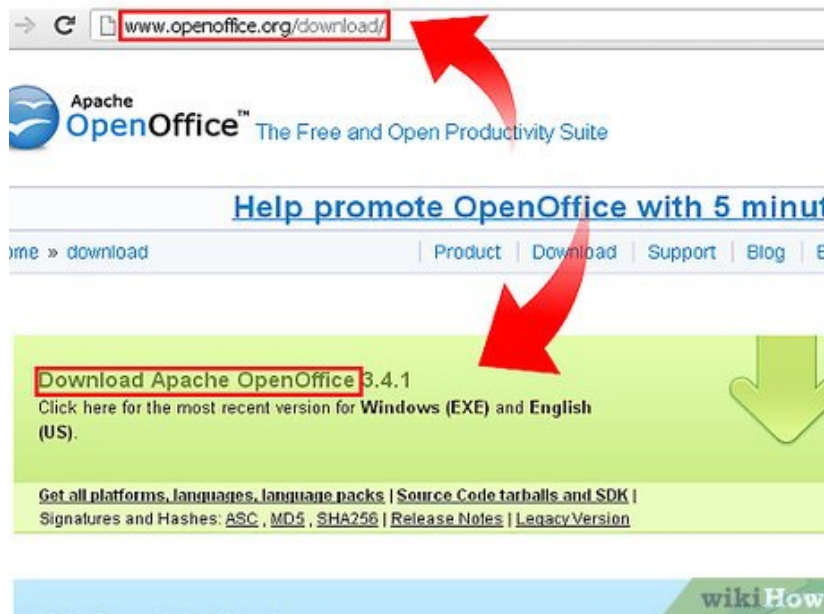 www.openoffice.org/download/
Apache
OpenOffice™ The Free and Open Productivity Suite
Help promote OpenOffice with 5 minut
ome » download | Product | Download | Support | Blog | E
Download Apache OpenOffice 3.4.1
Click here for the most recent version for Windows (EXE) and English
(US).
Get all platforms, languages, language packs | Source Code tarballs and SDK |
Signatures and Hashes: ASC , MD5 , SHA256 | Release Notes | Legacy Version
wikiHow